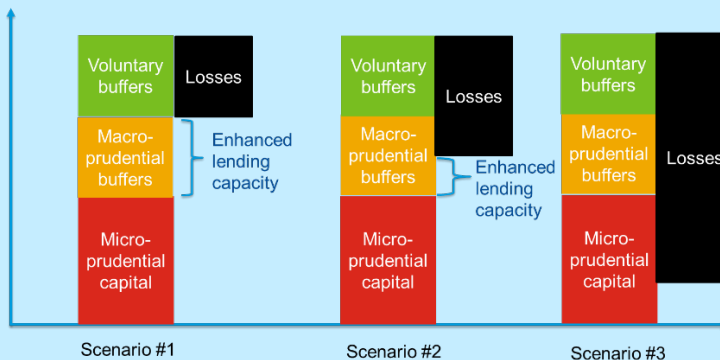 Voluntary
buffers
Losses
Macro-
prudential
buffers
Enhanced
lending
capacity
Micro-
prudential
capital
Scenario #1
Voluntary
buffers
Losses
Macro-
prudential
buffers
Enhanced
lending
capacity
Micro-
prudential
capital
Scenario #2
Voluntary
buffers
Macro-
prudential
buffers
Losses
Micro-
prudential
capital
Scenario #3